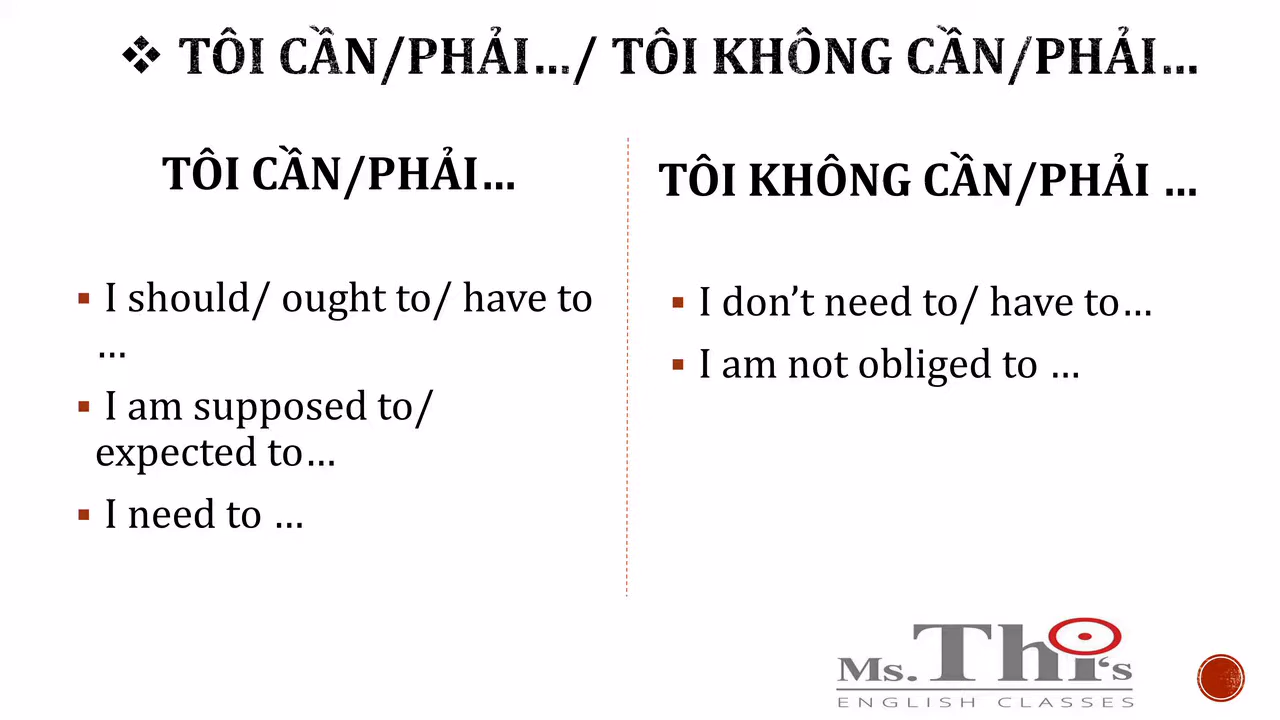 ❖ TÔI CẦN/PHẢI…/ TÔI KHÔNG CẦN/PHẢI…
TÔI CẦN/PHẢI…
▪ I should/ ought to/ have to
…
▪ I am supposed to/
expected to…
▪ I need to …
TÔI KHÔNG CẦN/PHẢI …
▪ I don’t need to/ have to…
▪ I am not obliged to …
Ms. Thi‘s
ENGLISH CLASSES